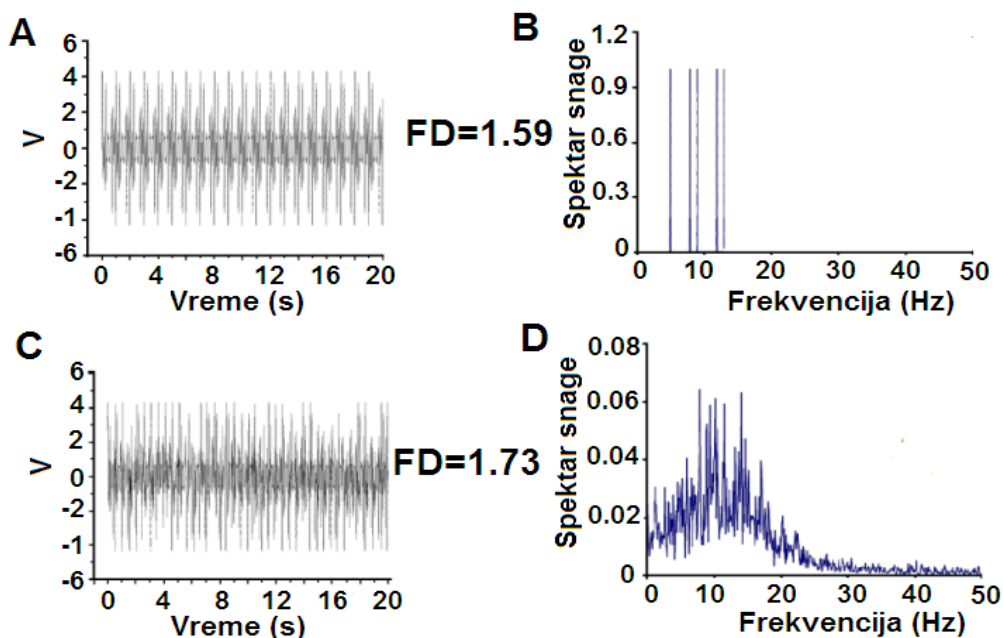 A
6
4
2
0
-2
-1
-6
V
0 4 8 12 16 20
Vreme (s)
FD=1.59
B
1.2
0.9
0.6
0.3
0
Spektar snage
0 10 20 30 40 50
Frekvencija (Hz)
C
6
4
2
0
-2
-1
-6
V
0 4 8 12 16 20
Vreme (s)
FD=1.73
D
0.08
0.06
0.04
0.02
0
Spektar snage
0 10 20 30 40 50
Frekvencija (Hz)